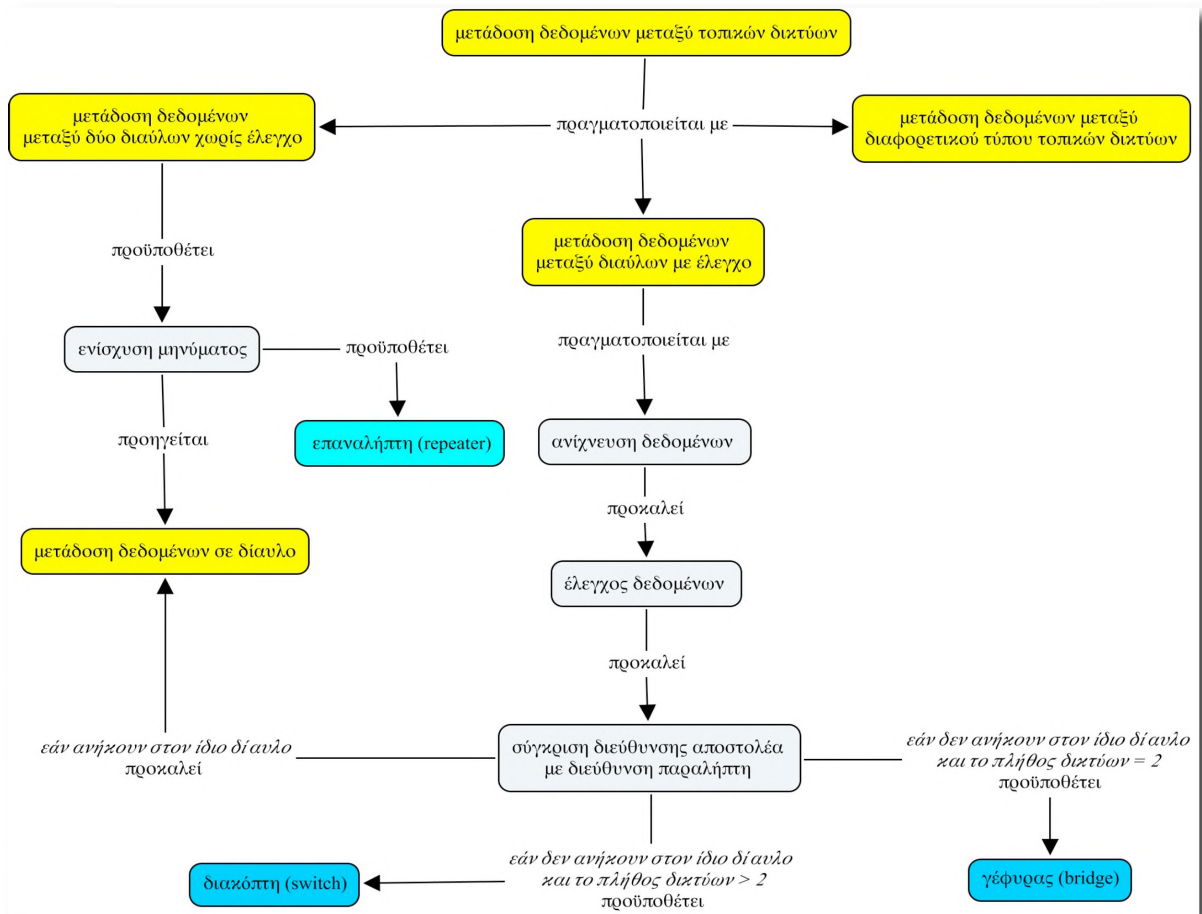 μετάδοση δεδομένων μεταξύ τοπικών δικτύων
μετάδοση δεδομένων
μεταξύ δύο διαύλων χωρίς έλεγχο
πραγματοποιείται με
μετάδοση δεδομένων μεταξύ
διαφορετικού τύπου τοπικών δικτύων
προϋποθέτει
μετάδοση δεδομένων
μεταξύ διαύλων με έλεγχο
ενίσχυση μηνύματος
προϋποθέτει
πραγματοποιείται με
προηγείται
επαναλήπτη (repeater)
ανίχνευση δεδομένων
προκαλεί
μετάδοση δεδομένων σε δίαυλο
έλεγχος δεδομένων
προκαλεί
εάν ανήκουν στον ίδιο δίαυλο
προκαλεί
σύγκριση διεύθυνσης αποστολέα
με διεύθυνση παραλήπτη
εάν δεν ανήκουν στον ίδιο δίαυλο
και το πλήθος δικτύων = 2
προϋποθέτει
εάν δεν ανήκουν στον ίδιο δίαυλο
και το πλήθος δικτύων > 2
προϋποθέτει
διακόπτη (switch)
γέφυρας (bridge)